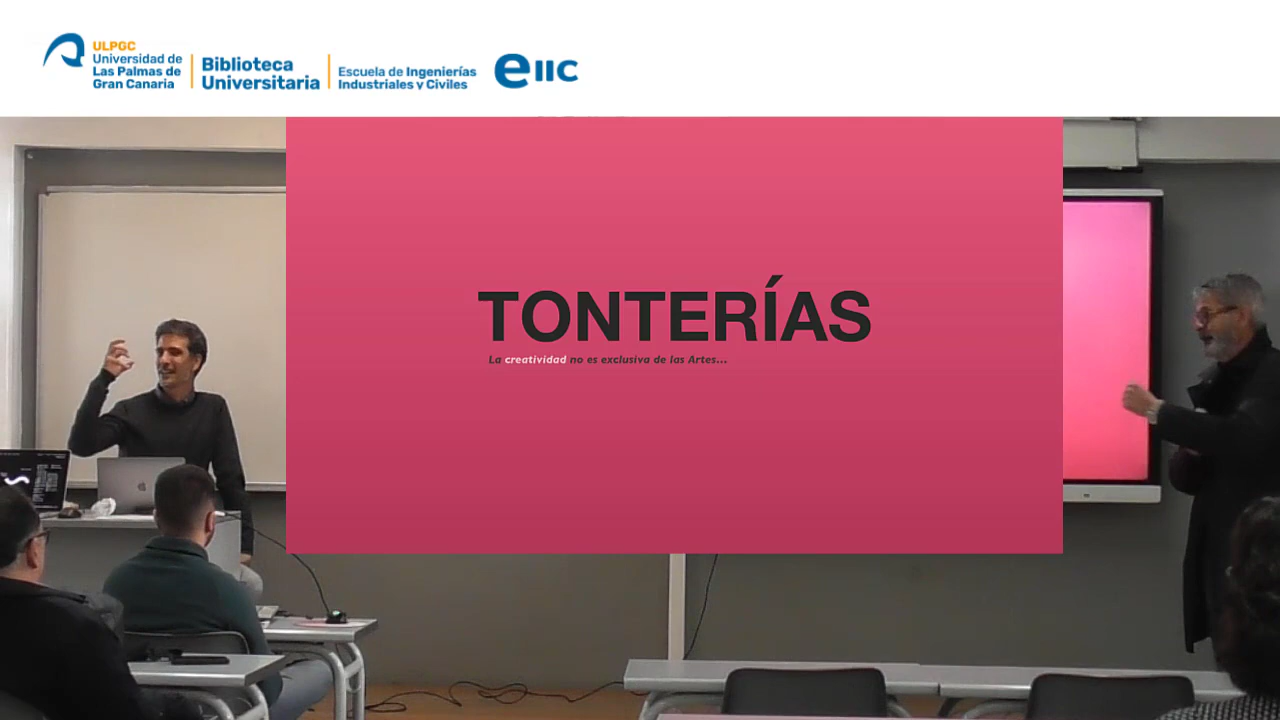 ULPGC
Universidad de
Las Palmas de
Gran Canaria
Biblioteca
Universitaria
Escuela de Ingenierías
Industriales y Civiles
eiic
TONTERÍAS
La creatividad no es exclusiva de las Artes...